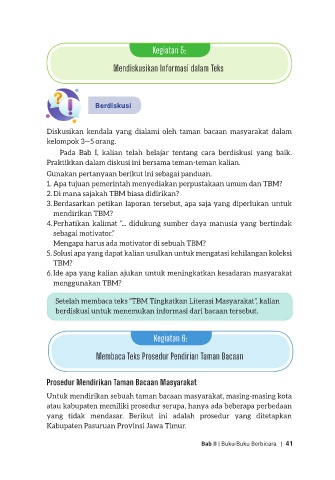 Kegiatan 5:
Mendiskusikan Informasi dalam Teks
Berdiskusi
Diskusikan kendala yang dialami oleh taman bacaan masyarakat dalam
kelompok 3—5 orang.
Pada Bab I, kalian telah belajar tentang cara berdiskusi yang baik.
Praktikkan dalam diskusi ini bersama teman-teman kalian.
Gunakan pertanyaan berikut ini sebagai panduan.
1. Apa tujuan pemerintah menyediakan perpustakaan umum dan TBM?
2. Di mana sajakah TBM biasa didirikan?
3. Berdasarkan petikan laporan tersebut, apa saja yang diperlukan untuk
mendirikan TBM?
4. Perhatikan kalimat "... didukung sumber daya manusia yang bertindak
sebagai motivator."
Mengapa harus ada motivator di sebuah TBM?
5. Solusi apa yang dapat kalian usulkan untuk mengatasi kehilangan koleksi
TBM?
6. Ide apa yang kalian ajukan untuk meningkatkan kesadaran masyarakat
menggunakan TBM?
Setelah membaca teks "TBM Tingkatkan Literasi Masyarakat", kalian
berdiskusi untuk menemukan informasi dari bacaan tersebut.
Kegiatan 6:
Membaca Teks Prosedur Pendirian Taman Bacaan
Prosedur Mendirikan Taman Bacaan Masyarakat
Untuk mendirikan sebuah taman bacaan masyarakat, masing-masing kota
atau kabupaten memiliki prosedur serupa, hanya ada beberapa perbedaan
yang tidak mendasar. Berikut ini adalah prosedur yang ditetapkan
Kabupaten Pasuruan Provinsi Jawa Timur.
Bab II | Buku-Buku Berbicara | 41